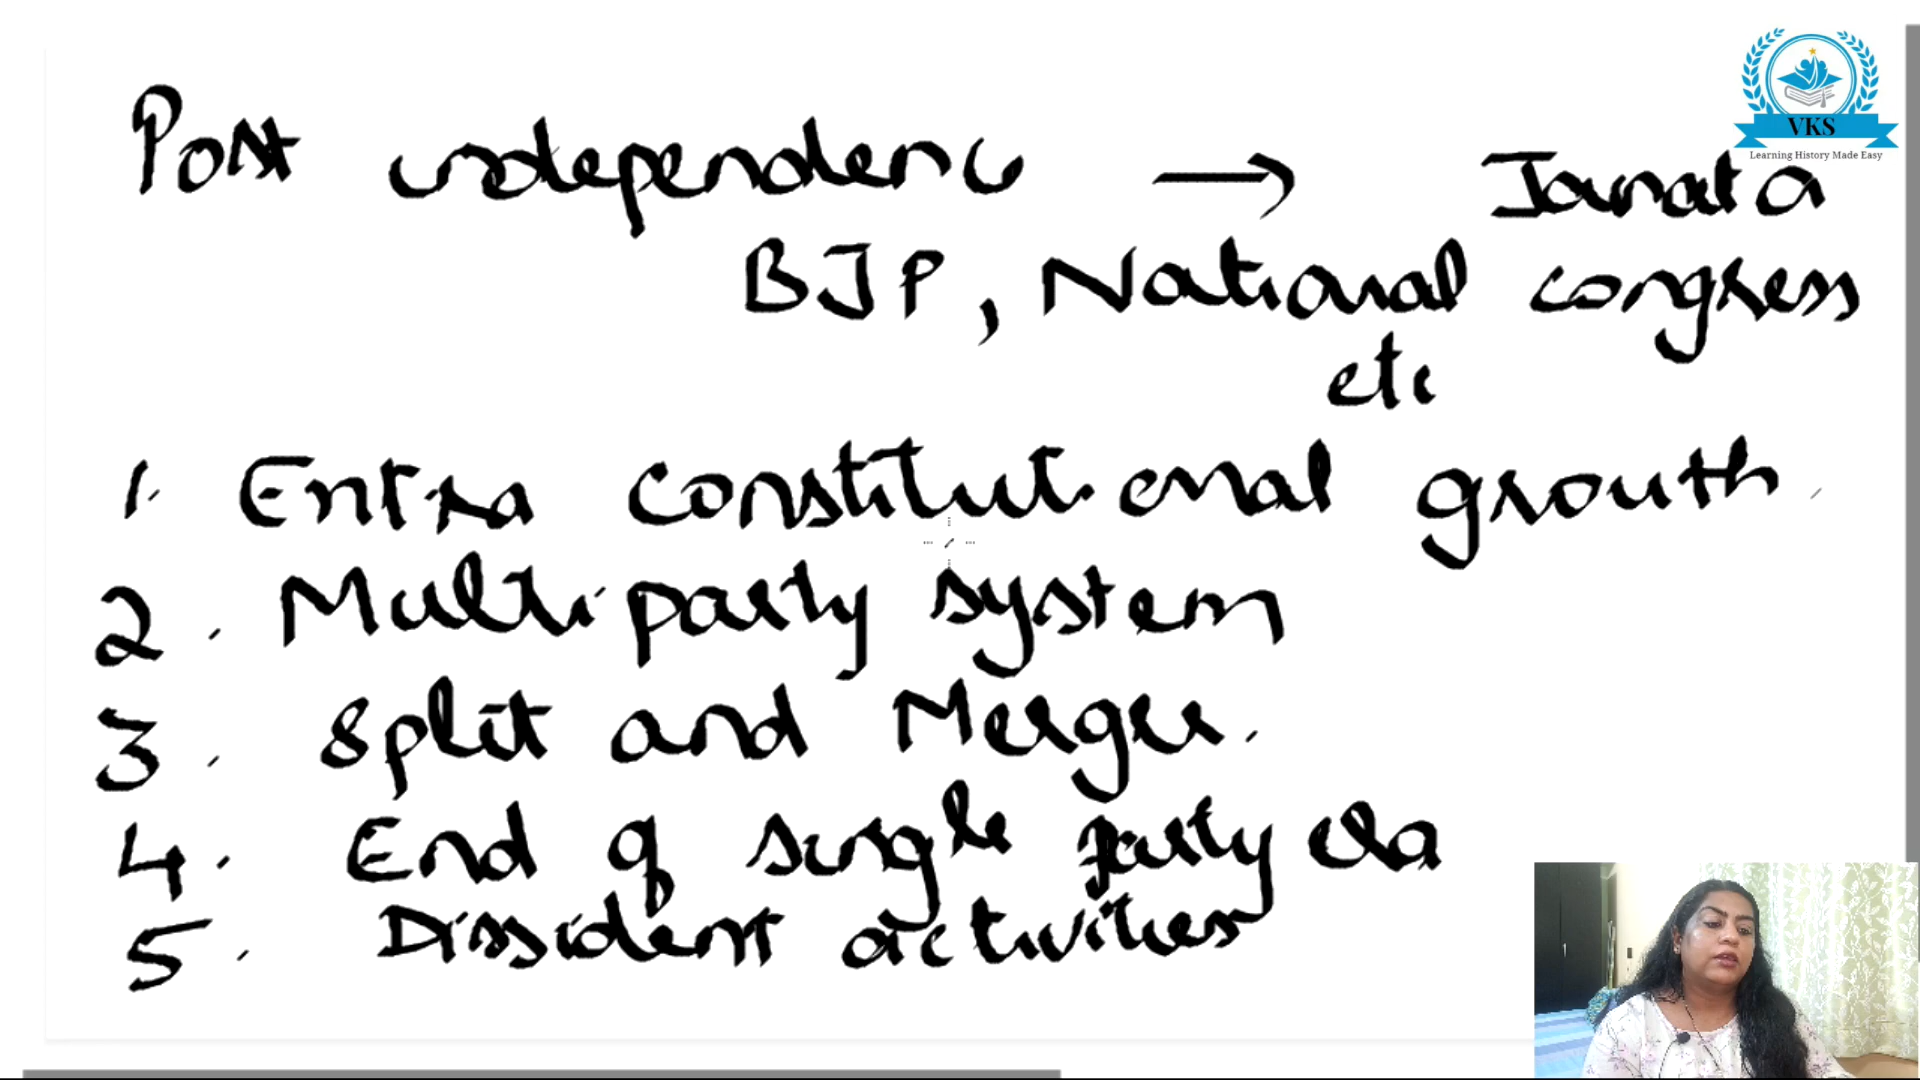 VKS
Learning History Made Easy
Post independence → Janata
BJP, National congress
etc
1. Extra constitutional growth.
2. Multi party system
3. Split and Merger.
4. End of single party era
5. Dissident activities